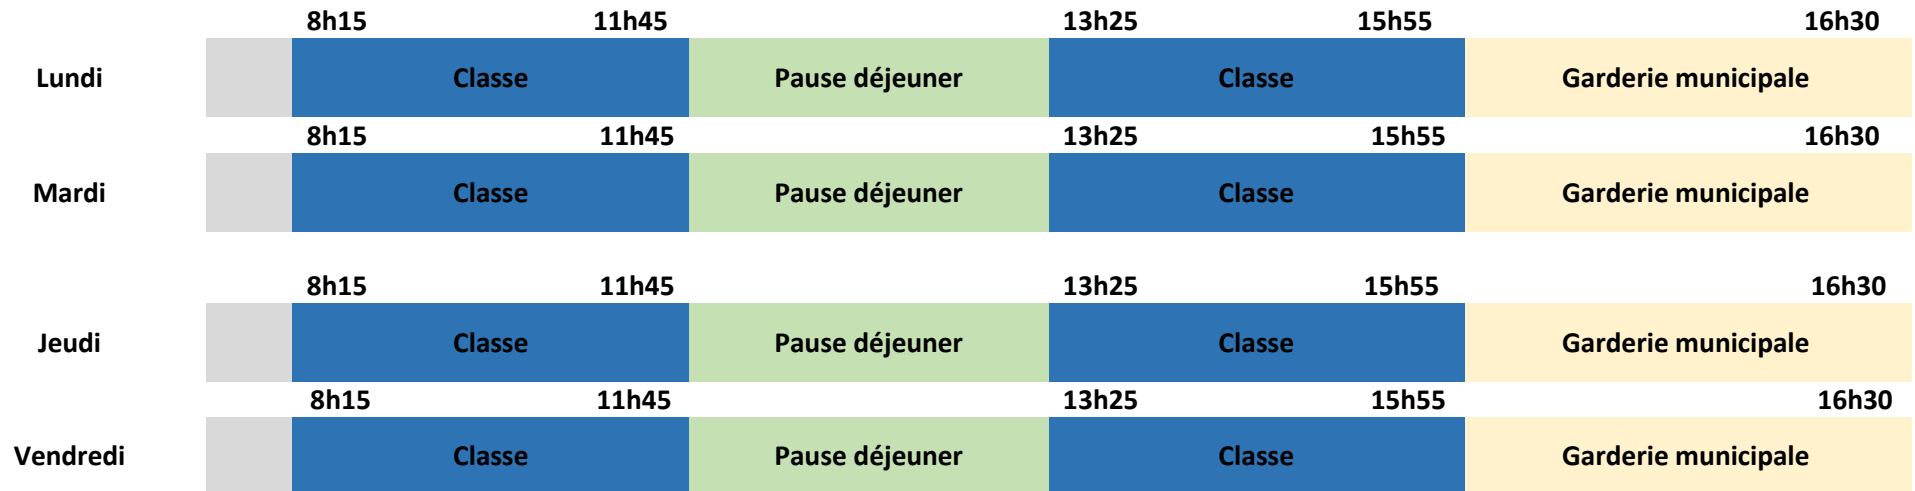 8h15 11h45 13h25 15h55 16h30
Lundi Classe Pause déjeuner Classe Garderie municipale
8h15 11h45 13h25 15h55 16h30
Mardi Classe Pause déjeuner Classe Garderie municipale
8h15 11h45 13h25 15h55 16h30
Jeudi Classe Pause déjeuner Classe Garderie municipale
8h15 11h45 13h25 15h55 16h30
Vendredi Classe Pause déjeuner Classe Garderie municipale